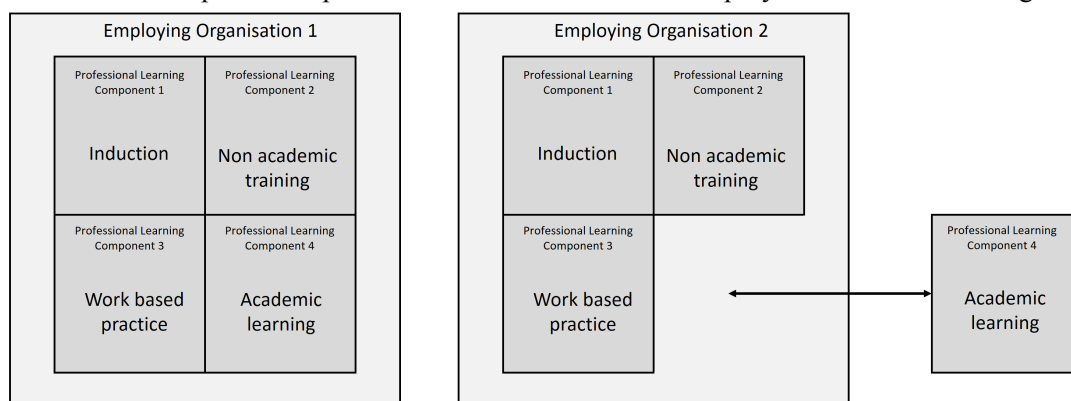 Employing Organisation 1
Professional Learning
Component 1
Induction
Professional Learning
Component 2
Non academic
training
Professional Learning
Component 3
Work based
practice
Professional Learning
Component 4
Academic
learning
Employing Organisation 2
Professional Learning
Component 1
Induction
Professional Learning
Component 2
Non academic
training
Professional Learning
Component 3
Work based
practice
Professional Learning
Component 4
Academic
learning